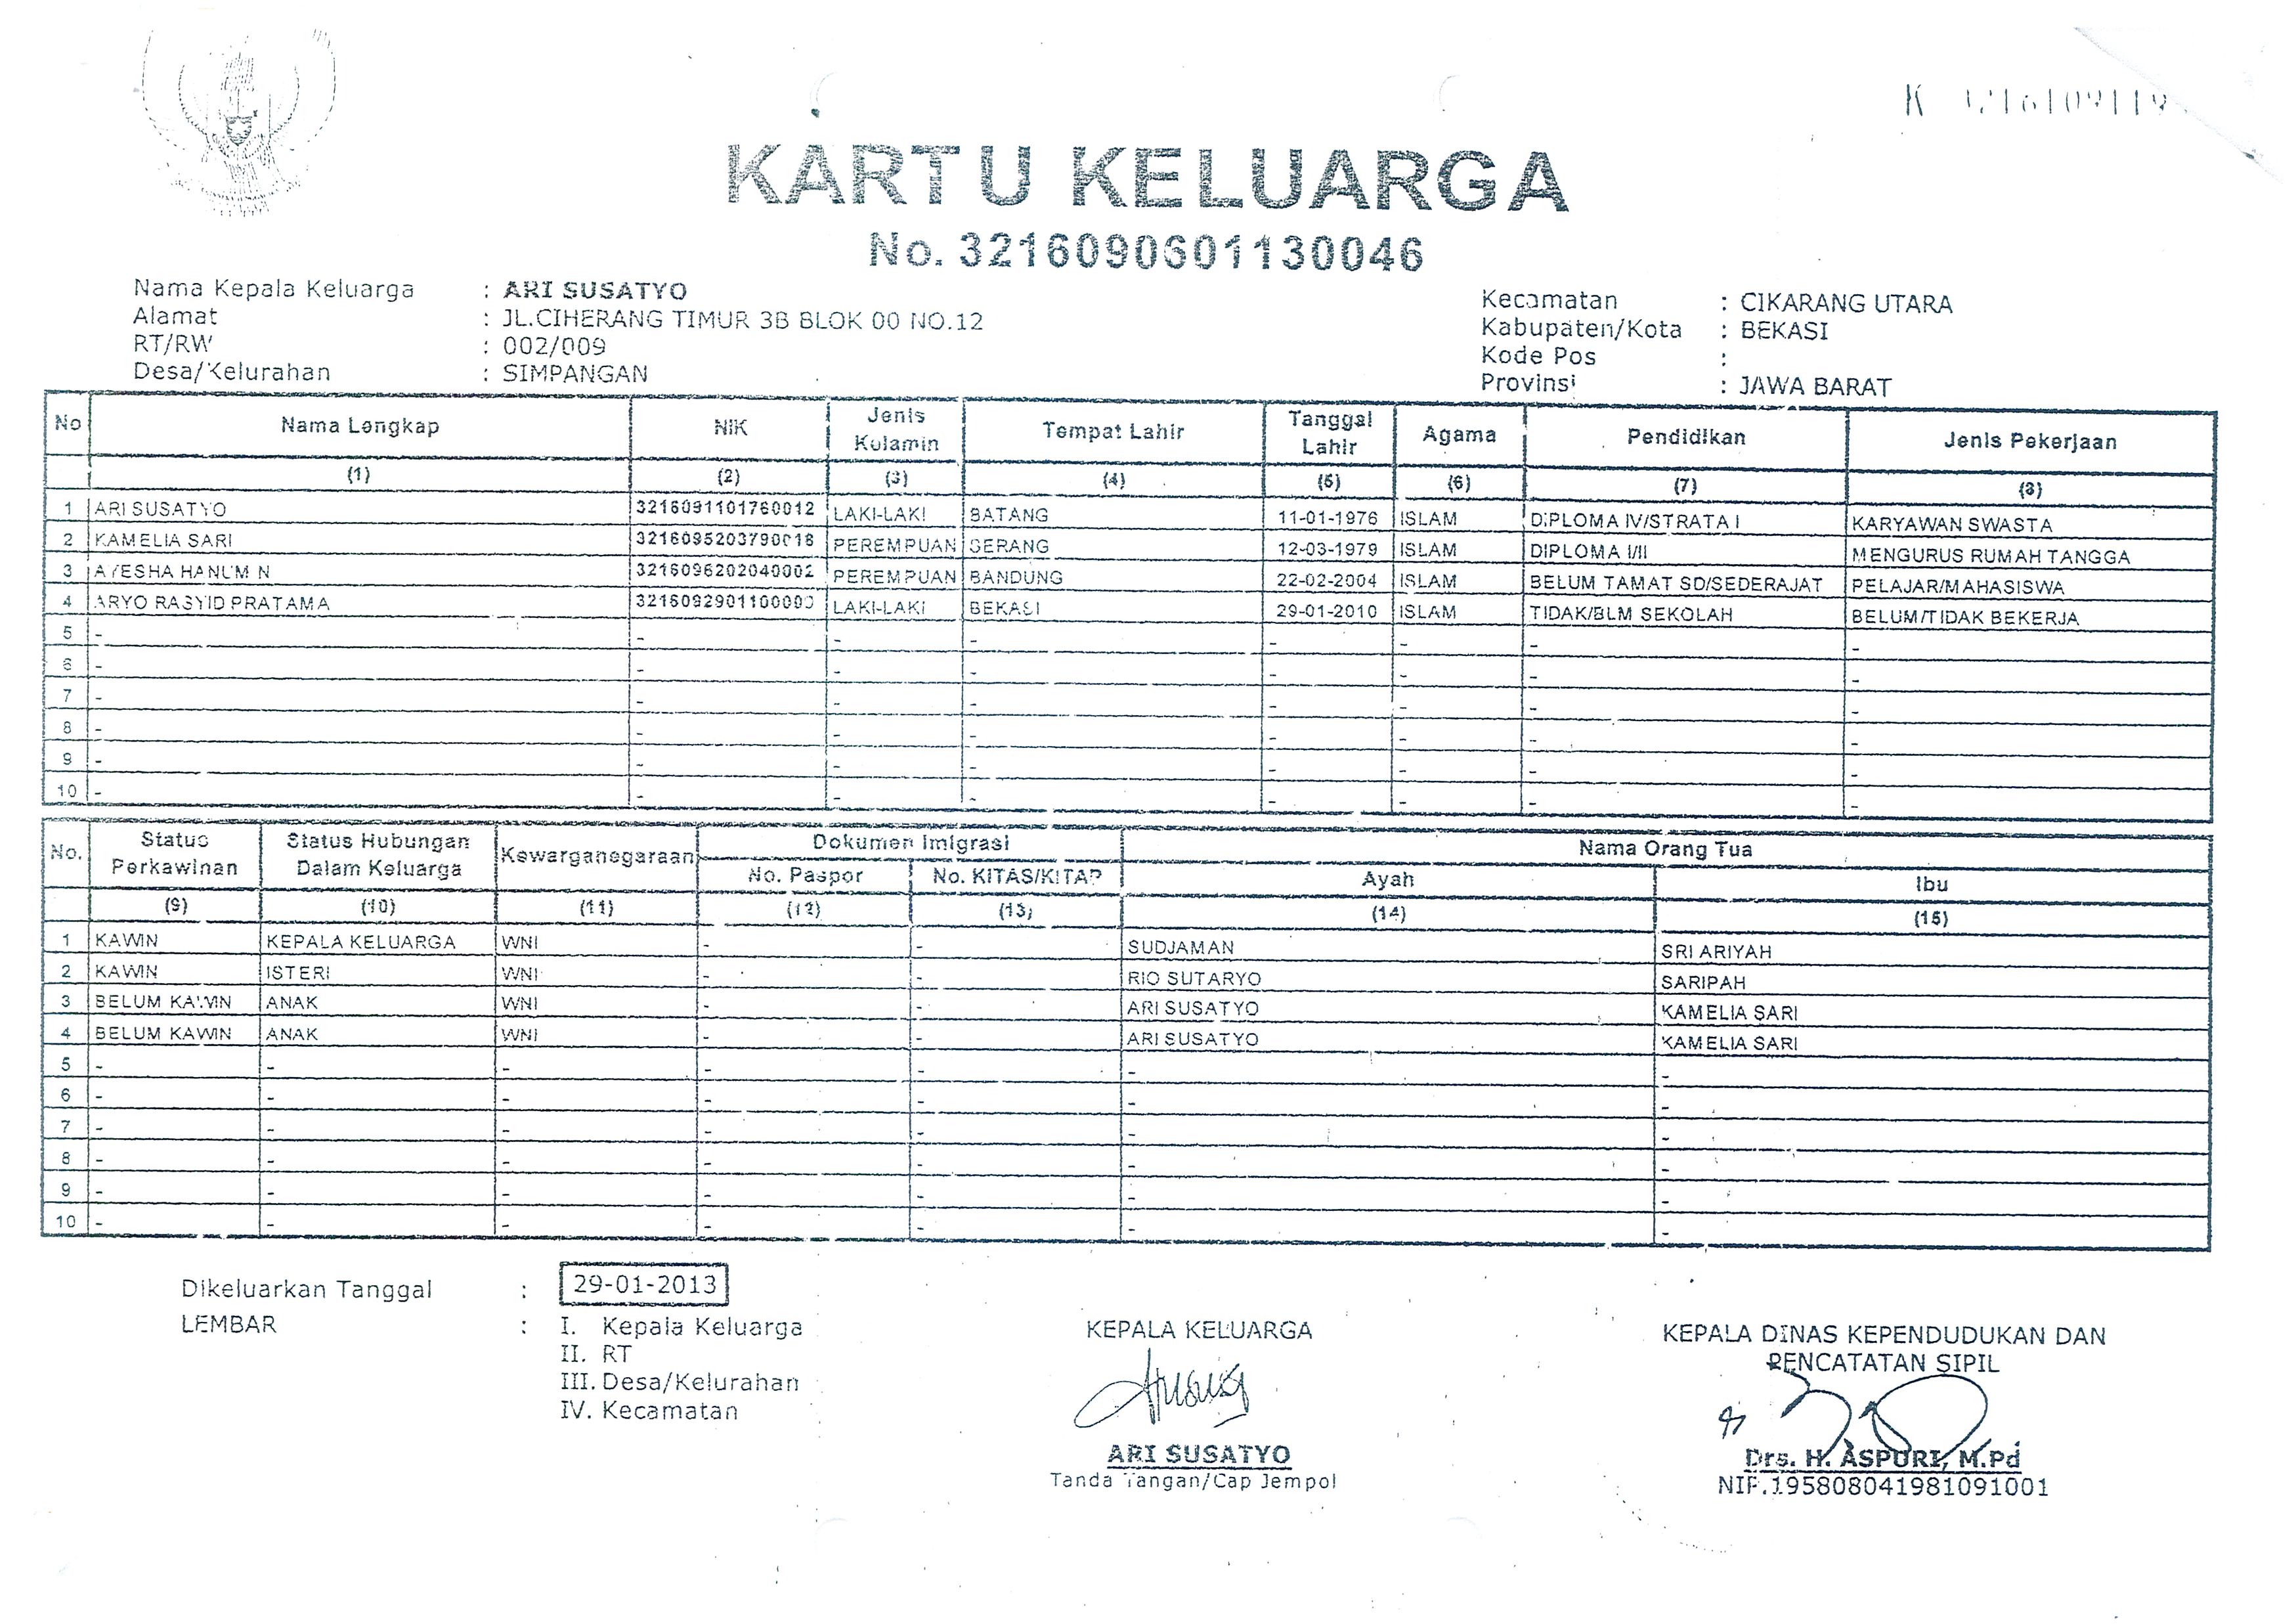 KARTU KELUARGA
No. 3216090601130046
Nama Kepala Keluarga : ARI SUSATYO
Alamat : JL.CIHERANG TIMUR 3B BLOK 00 NO.12
RT/RW : 002/009
Desa/Kelurahan : SIMPANGAN
Kecamatan : CIKARANG UTARA
Kabupaten/Kota : BEKASI
Kode Pos :
Provinsi : JAWA BARAT
No Nama Lengkap NIK Jenis Kelamin Tempat Lahir Tanggal Lahir Agama Pendidikan Jenis Pekerjaan
(1) (2) (3) (4) (5) (6) (7) (8)
1 ARI SUSATYO 3216091101760012 LAKI-LAKI BATANG 11-01-1976 ISLAM DIPLOMA IV/STRATA I KARYAWAN SWASTA
2 KAMELIA SARI 3216095203790018 PEREMPUAN SERANG 12-03-1979 ISLAM DIPLOMA I/II MENGURUS RUMAH TANGGA
3 AYESHA HANUM N 3216096202040002 PEREMPUAN BANDUNG 22-02-2004 ISLAM BELUM TAMAT SD/SEDERAJAT PELAJAR/MAHASISWA
4 ARYO RASYID PRATAMA LAKI-LAKI BEKASI 29-01-2010 ISLAM TIDAK/BLM SEKOLAH BELUM/TIDAK BEKERJA
5 - - - - - - - -
6 - - - - - - - -
7 - - - - - - - -
8 - - - - - - - -
9 - - - - - - - -
10 - - - - - - - -
No. Status Perkawinan Status Hubungan Dalam Keluarga Kewarganegaraan Dokumen Imigrasi Nama Orang Tua
No. Paspor No. KITAS/KITAP Ayah Ibu
(9) (10) (11) (12) (13) (14) (15)
1 KAWIN KEPALA KELUARGA WNI - - SUDJAMAN SRI ARIYAH
2 KAWIN ISTERI WNI - - RIO SUTARYO SARIPAH
3 BELUM KAWIN ANAK WNI - - ARI SUSATYO KAMELIA SARI
4 BELUM KAWIN ANAK WNI - - ARI SUSATYO KAMELIA SARI
5 - - - - - - -
6 - - - - - - -
7 - - - - - - -
8 - - - - - - -
9 - - - - - - -
10 - - - - - - -
Dikeluarkan Tanggal : 29-01-2013
LEMBAR : I. Kepala Keluarga
II. RT
III. Desa/Kelurahan
IV. Kecamatan
KEPALA KELUARGA
ARI SUSATYO
Tanda Tangan/Cap Jempol
KEPALA DINAS KEPENDUDUKAN DAN
PENCATATAN SIPIL
Drs. H. ASPURI, M.Pd
NIP.195808041981091001